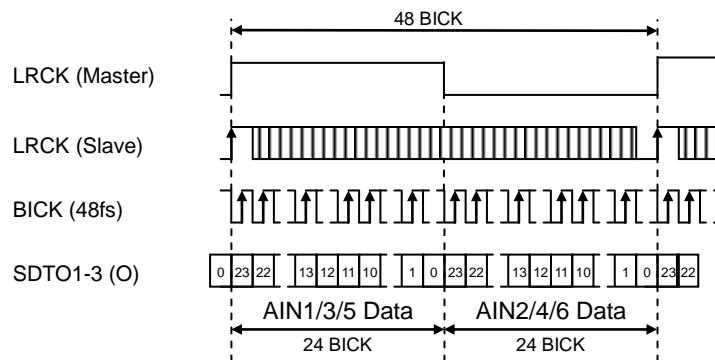 48 BICK
LRCK (Master)
LRCK (Slave)
BICK (48fs)
SDTO1-3 (O)
0 23 22 13 12 11 10 1 0 23 22 13 12 11 10 1 0 23 22
AIN1/3/5 Data AIN2/4/6 Data
24 BICK 24 BICK